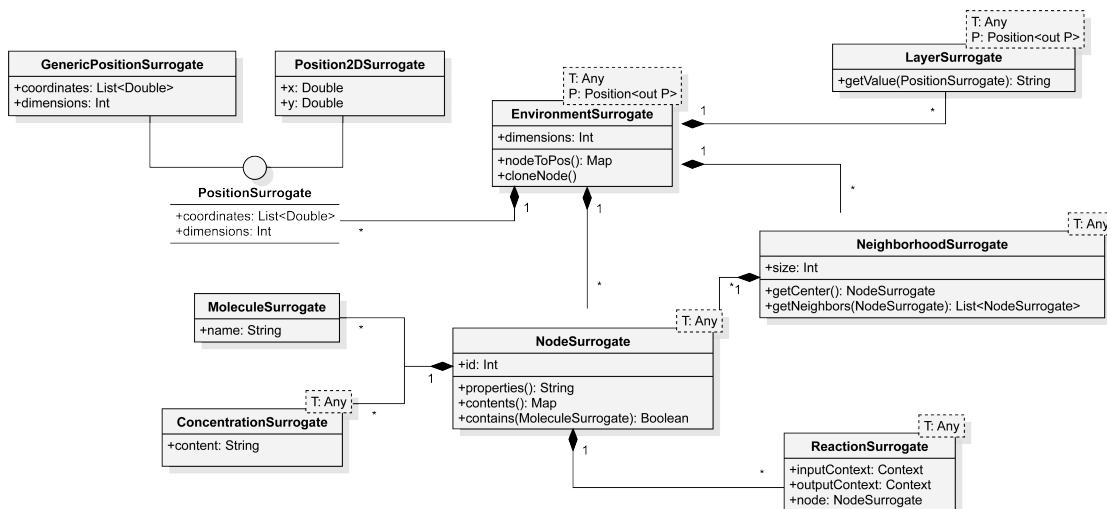 T: Any
P: Position<out P>
LayerSurrogate
+getValue(PositionSurrogate): String
GenericPositionSurrogate
+coordinates: List<Double>
+dimensions: Int
Position2DSurrogate
+x: Double
+y: Double
T: Any
P: Position<out P>
EnvironmentSurrogate
+dimensions: Int
+nodeToPos(): Map
+cloneNode()
1
*
1
*
1
*
1
*
PositionSurrogate
+coordinates: List<Double>
+dimensions: Int
T: Any
NeighborhoodSurrogate
+size: Int
+getCenter(): NodeSurrogate
+getNeighbors(NodeSurrogate): List<NodeSurrogate>
*
1
MoleculeSurrogate
+name: String
*
T: Any
NodeSurrogate
+id: Int
+properties(): String
+contents(): Map
+contains(MoleculeSurrogate): Boolean
1
T: Any
*
ConcentrationSurrogate
+content: String
1
*
T: Any
ReactionSurrogate
+inputContext: Context
+outputContext: Context
+node: NodeSurrogate